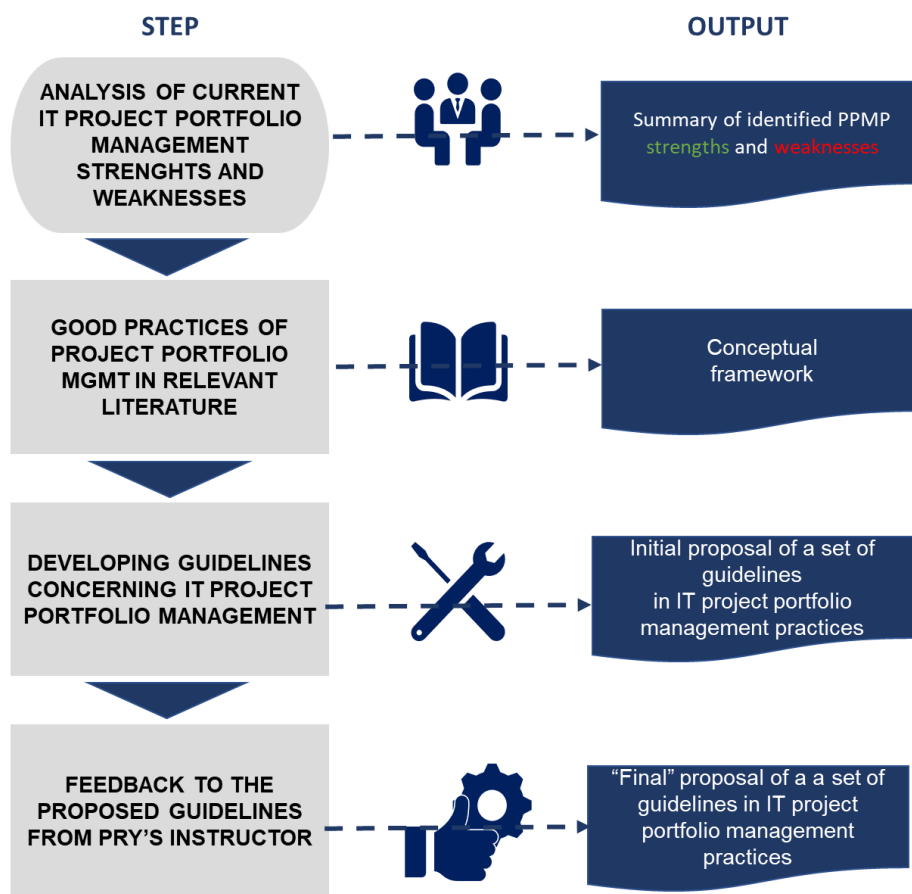 STEP
OUTPUT
ANALYSIS OF CURRENT
IT PROJECT PORTFOLIO
MANAGEMENT
STRENGHTS AND
WEAKNESSES
Summary of identified PPMP
strengths and weaknesses
GOOD PRACTICES OF
PROJECT PORTFOLIO
MGMT IN RELEVANT
LITERATURE
Conceptual
framework
DEVELOPING GUIDELINES
CONCERNING IT PROJECT
PORTFOLIO MANAGEMENT
Initial proposal of a set of
guidelines
in IT project portfolio
management practices
FEEDBACK TO THE
PROPOSED GUIDELINES
FROM PRY’S INSTRUCTOR
“Final” proposal of a a set of
guidelines in IT project
portfolio management
practices